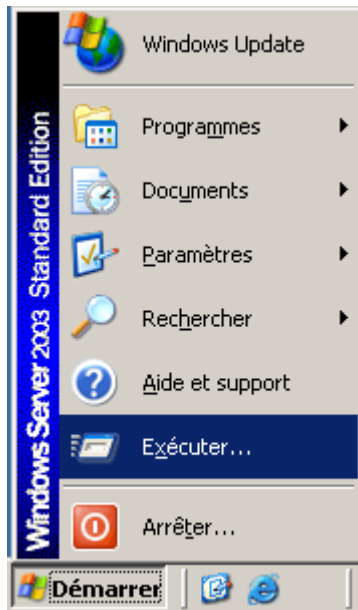 Windows Server 2003 Standard Edition
Windows Update
Programmes
Documents
Paramètres
Rechercher
Aide et support
Exécuter...
Arrêter...
Démarrer